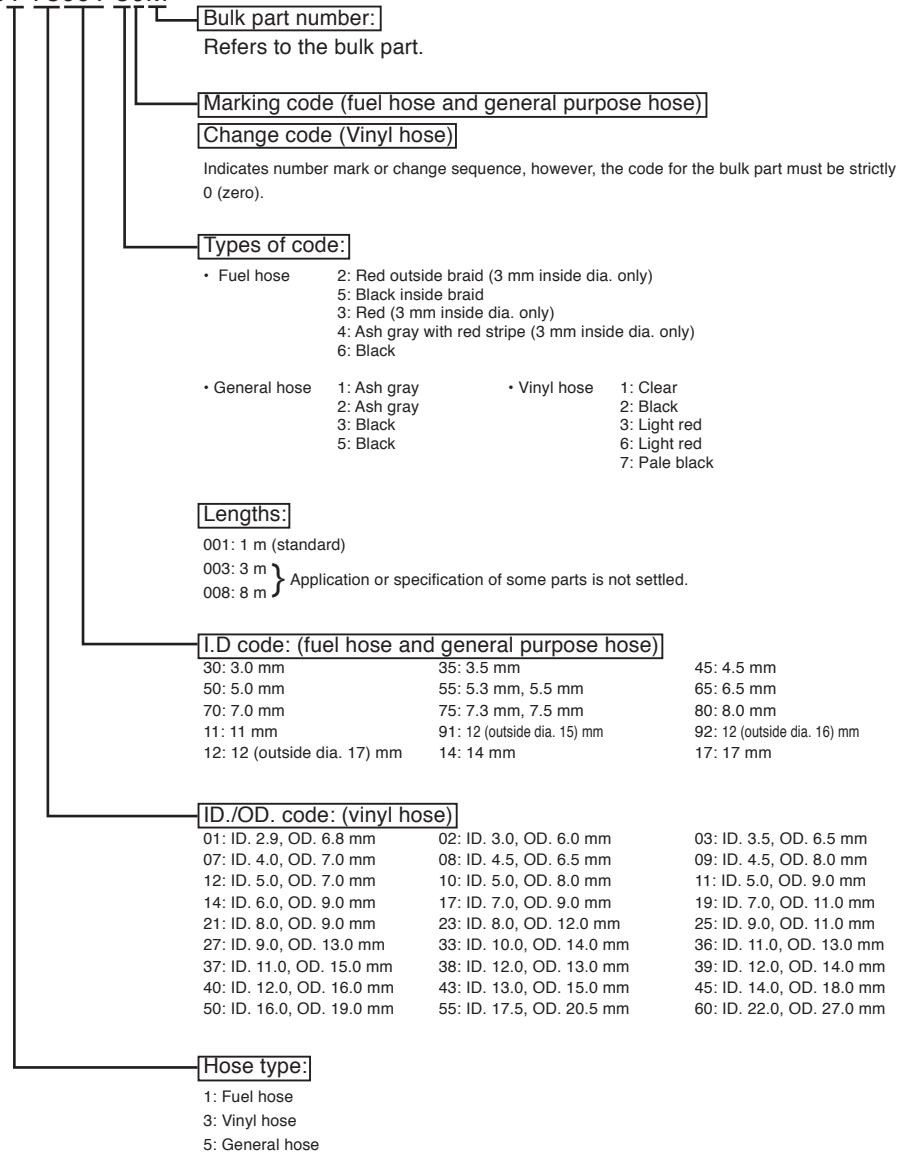 Bulk part number:
Refers to the bulk part.
Marking code (fuel hose and general purpose hose)
Change code (Vinyl hose)
Indicates number mark or change sequence, however, the code for the bulk part must be strictly
0 (zero).
Types of code:
• Fuel hose 2: Red outside braid (3 mm inside dia. only)
5: Black inside braid
3: Red (3 mm inside dia. only)
4: Ash gray with red stripe (3 mm inside dia. only)
6: Black
• General hose 1: Ash gray • Vinyl hose 1: Clear
2: Ash gray 2: Black
3: Black 3: Light red
5: Black 6: Light red
7: Pale black
Lengths:
001: 1 m (standard)
003: 3 m
008: 8 m } Application or specification of some parts is not settled.
I.D code: (fuel hose and general purpose hose)
30: 3.0 mm 35: 3.5 mm 45: 4.5 mm
50: 5.0 mm 55: 5.3 mm, 5.5 mm 65: 6.5 mm
70: 7.0 mm 75: 7.3 mm, 7.5 mm 80: 8.0 mm
11: 11 mm 91: 12 (outside dia. 15) mm 92: 12 (outside dia. 16) mm
12: 12 (outside dia. 17) mm 14: 14 mm 17: 17 mm
ID./OD. code: (vinyl hose)
01: ID. 2.9, OD. 6.8 mm 02: ID. 3.0, OD. 6.0 mm 03: ID. 3.5, OD. 6.5 mm
07: ID. 4.0, OD. 7.0 mm 08: ID. 4.5, OD. 6.5 mm 09: ID. 4.5, OD. 8.0 mm
12: ID. 5.0, OD. 7.0 mm 10: ID. 5.0, OD. 8.0 mm 11: ID. 5.0, OD. 9.0 mm
14: ID. 6.0, OD. 9.0 mm 17: ID. 7.0, OD. 9.0 mm 19: ID. 7.0, OD. 11.0 mm
21: ID. 8.0, OD. 9.0 mm 23: ID. 8.0, OD. 12.0 mm 25: ID. 9.0, OD. 11.0 mm
27: ID. 9.0, OD. 13.0 mm 33: ID. 10.0, OD. 14.0 mm 36: ID. 11.0, OD. 13.0 mm
37: ID. 11.0, OD. 15.0 mm 38: ID. 12.0, OD. 13.0 mm 39: ID. 12.0, OD. 14.0 mm
40: ID. 12.0, OD. 16.0 mm 43: ID. 13.0, OD. 15.0 mm 45: ID. 14.0, OD. 18.0 mm
50: ID. 16.0, OD. 19.0 mm 55: ID. 17.5, OD. 20.5 mm 60: ID. 22.0, OD. 27.0 mm
Hose type:
1: Fuel hose
3: Vinyl hose
5: General hose